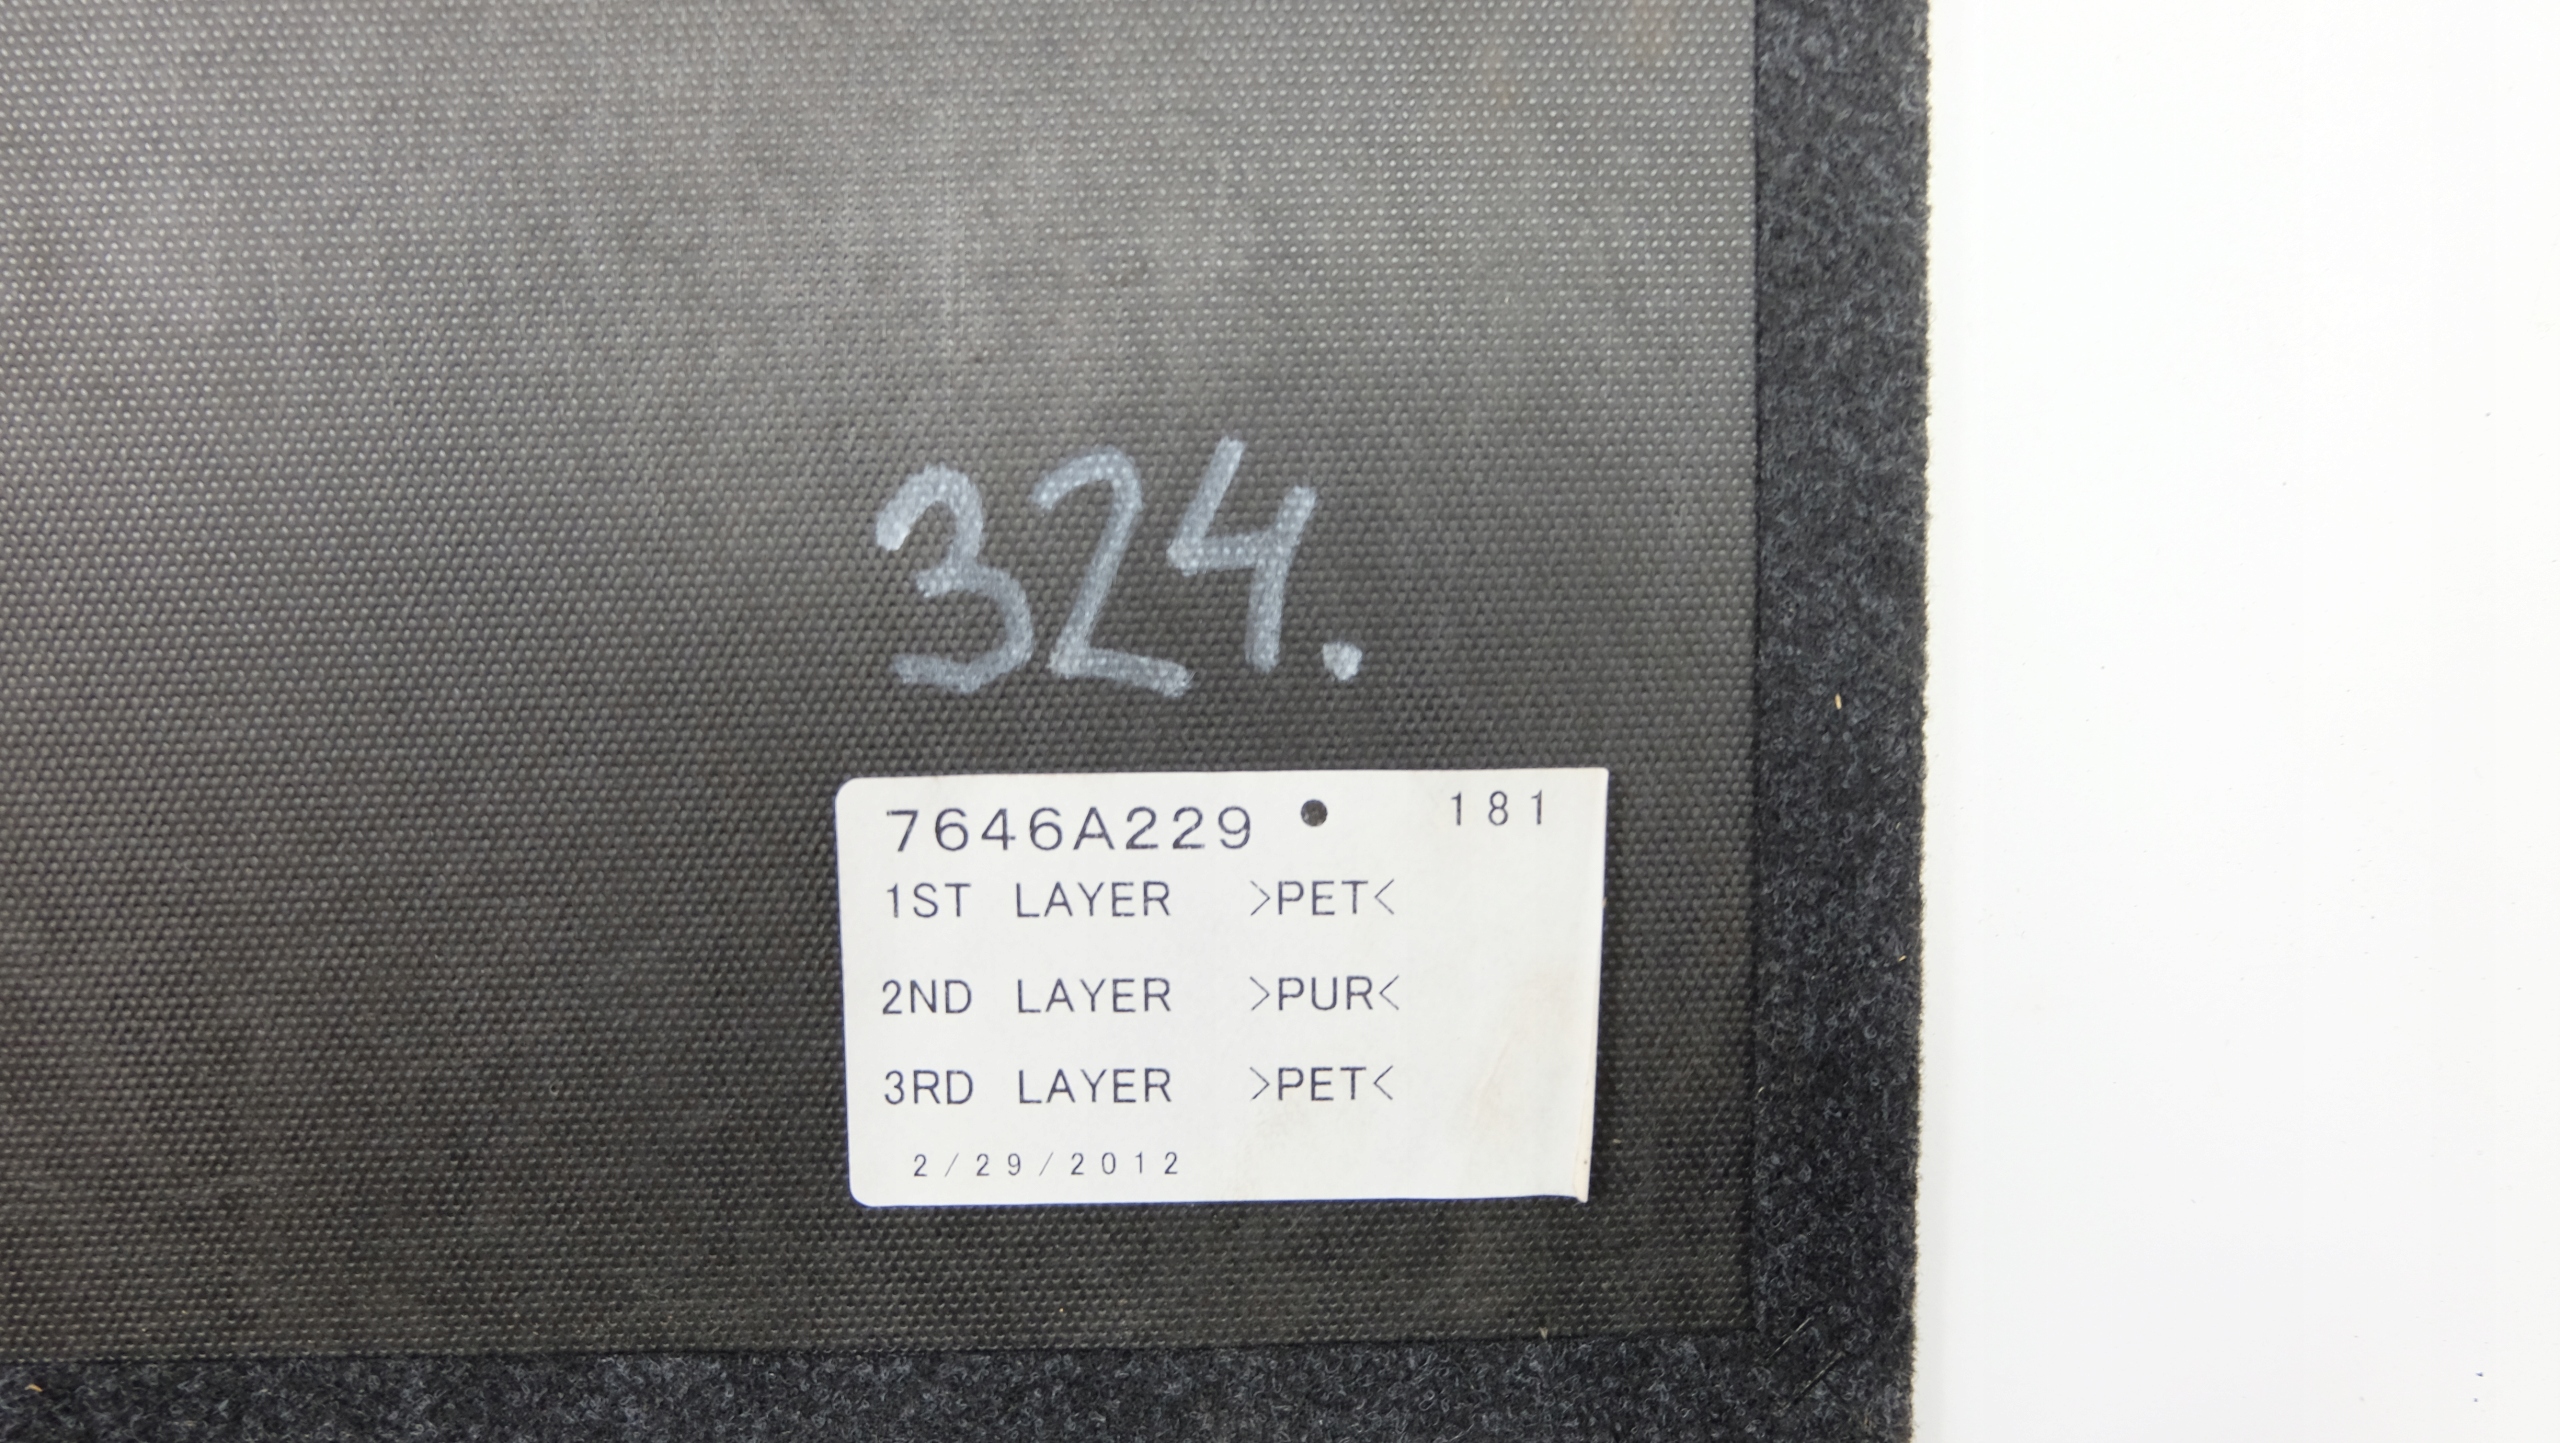 324.
7646A229 ● 181
1ST LAYER >PET<
2ND LAYER >PUR<
3RD LAYER >PET<
2/29/2012